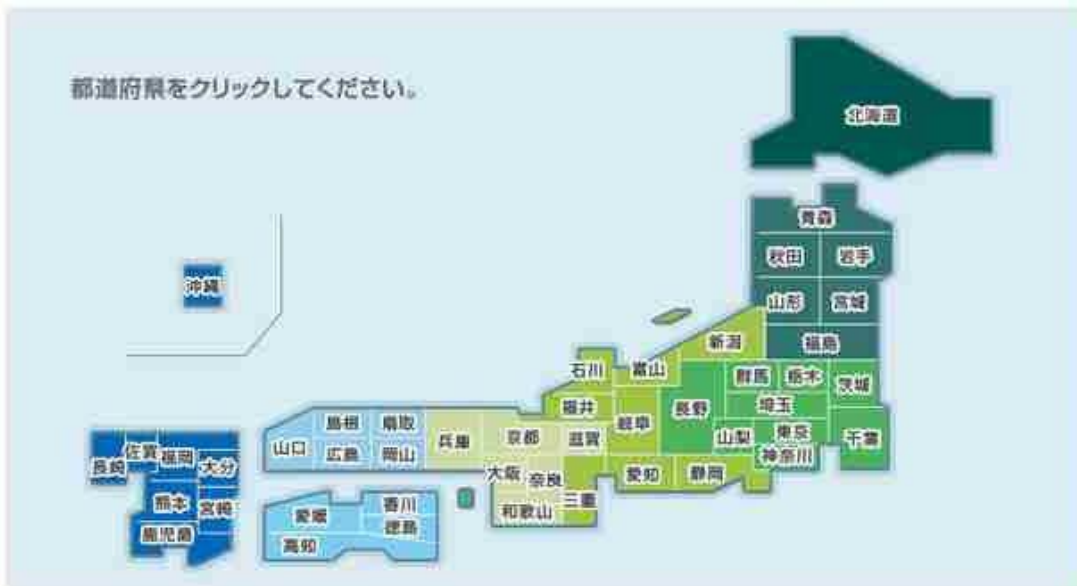 都道府県をクリックしてください。
北海道
青森
秋田
岩手
山形
宮城
福島
沖縄
新潟
石川
富山
福井
岐阜
長野
群馬
栃木
茨城
埼玉
山梨
東京
千葉
神奈川
愛知
静岡
三重
滋賀
京都
兵庫
大阪
奈良
和歌山
鳥取
島根
岡山
広島
山口
香川
愛媛
徳島
高知
福岡
佐賀
長崎
大分
熊本
宮崎
鹿児島